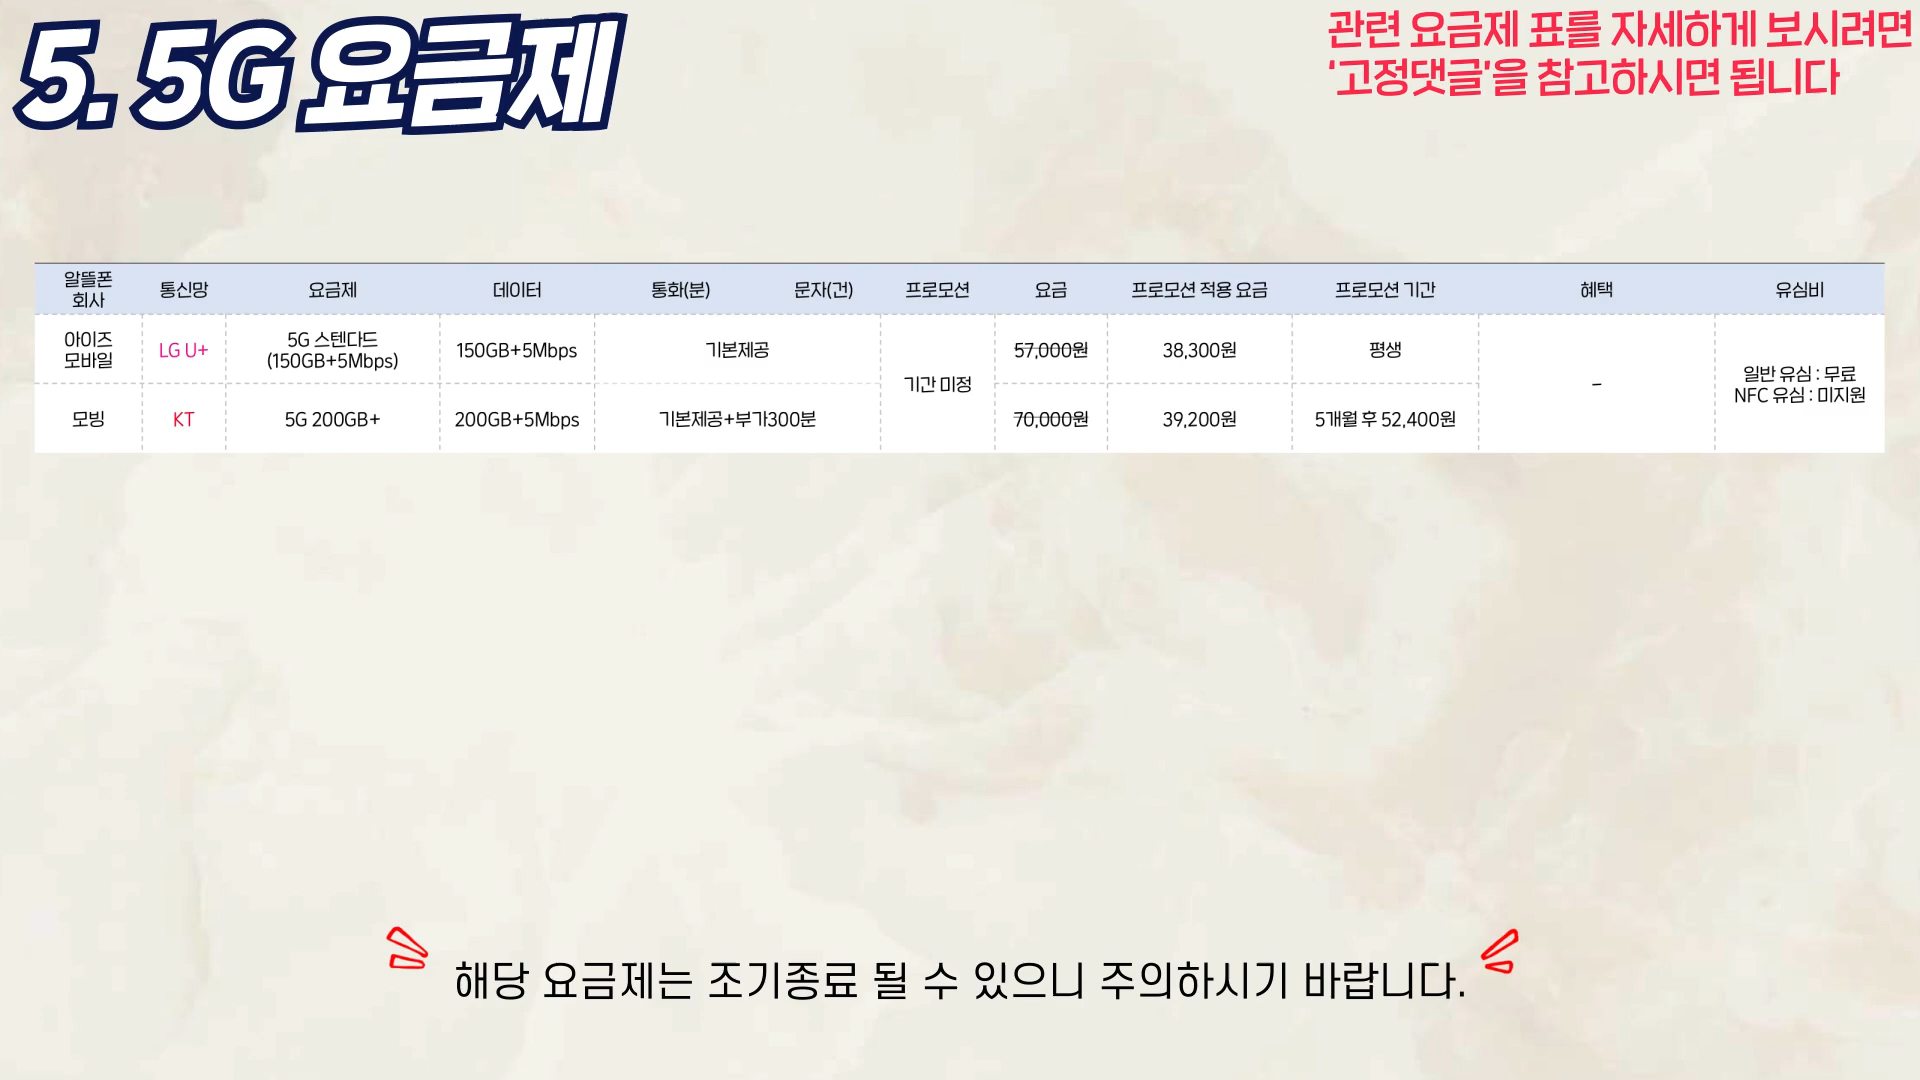 5. 5G 요금제
관련 요금제 표를 자세하게 보시려면
'고정댓글'을 참고하시면 됩니다
알뜰폰 회사 통신망 요금제 데이터 통화(분) 문자(건) 프로모션 요금 프로모션 적용 요금 프로모션 기간 혜택 유심비
아이즈 모바일 LG U+ 5G 스텐다드 (150GB+5Mbps) 150GB+5Mbps 기본제공 기간 미정 57,000원 38,300원 평생 – 일반 유심 : 무료 NFC 유심 : 미지원
모빙 KT 5G 200GB+ 200GB+5Mbps 기본제공+부가300분 70,000원 39,200원 5개월 후 52,400원
해당 요금제는 조기종료 될 수 있으니 주의하시기 바랍니다.